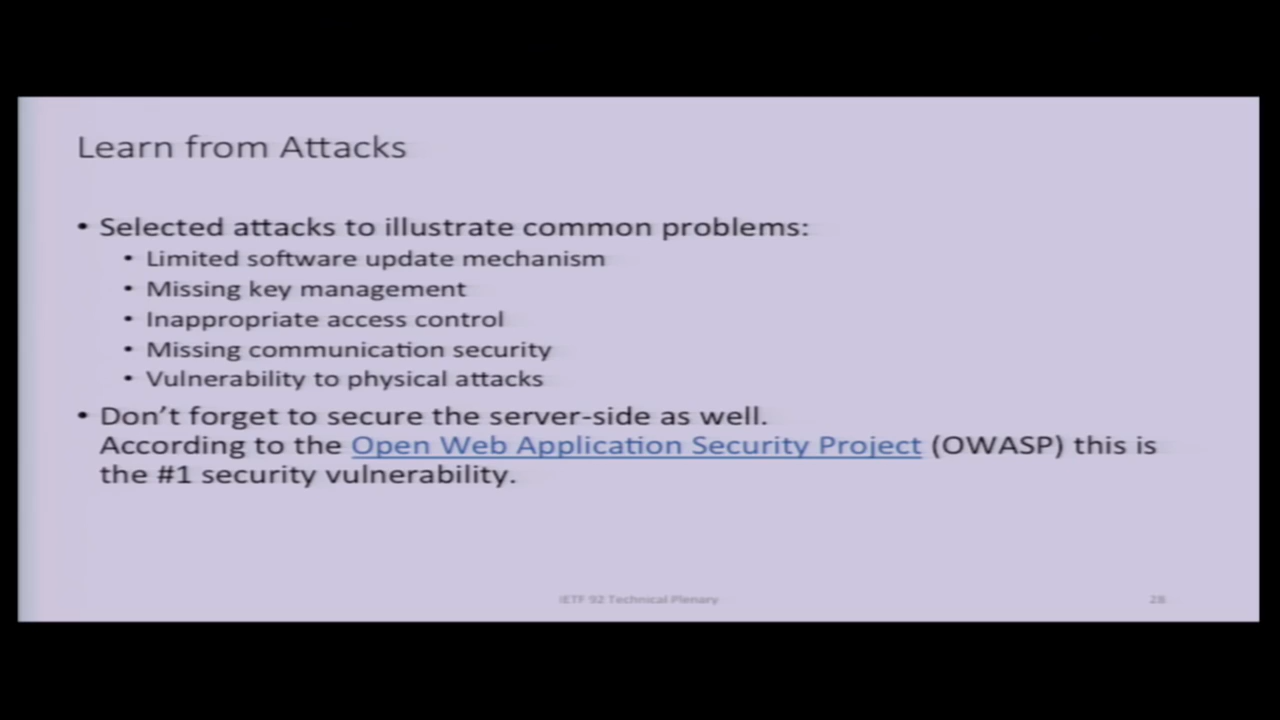 Learn from Attacks
• Selected attacks to illustrate common problems:
• Limited software update mechanism
• Missing key management
• Inappropriate access control
• Missing communication security
• Vulnerability to physical attacks
• Don't forget to secure the server-side as well.
According to the Open Web Application Security Project (OWASP) this is
the #1 security vulnerability.
IETF 92 Technical Plenary
28